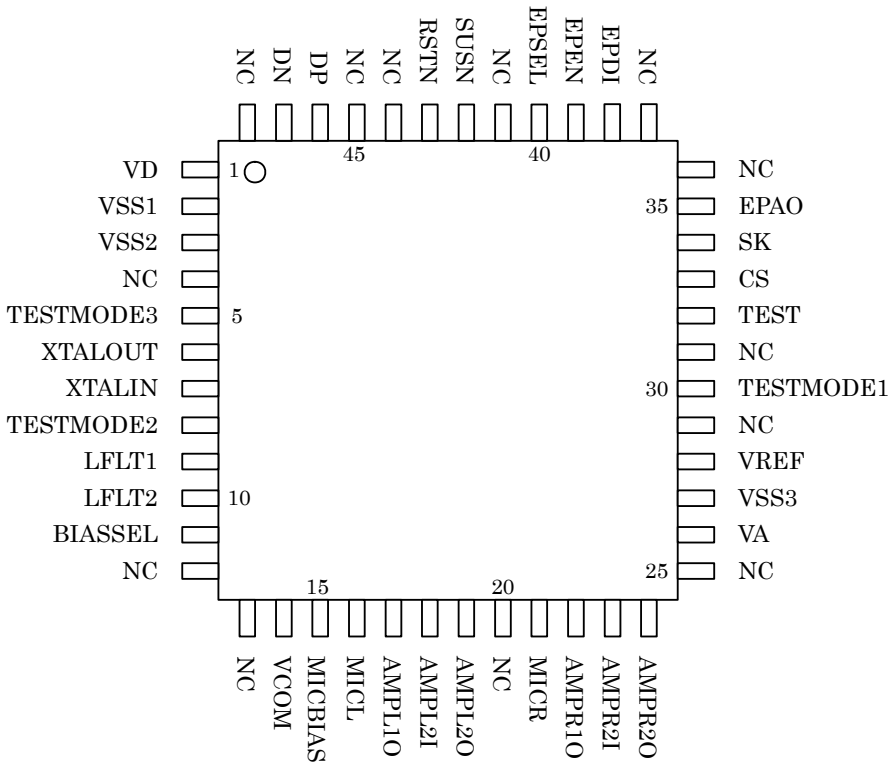 NC
DN
DP
NC
NC
RSTN
SUSN
NC
EPSEL
EPEN
EPDI
NC
45
40
VD
1
NC
VSS1
35
EPAO
VSS2
SK
NC
CS
TESTMODE3
5
TEST
XTALOUT
NC
XTALIN
30
TESTMODE1
TESTMODE2
NC
LFLT1
VREF
LFLT2
10
VSS3
BIASSEL
VA
NC
25
NC
15
20
NC
VCOM
MICBIAS
MICL
AMPL1O
AMPL2I
AMPL2O
NC
MICR
AMPR1O
AMPR2I
AMPR2O